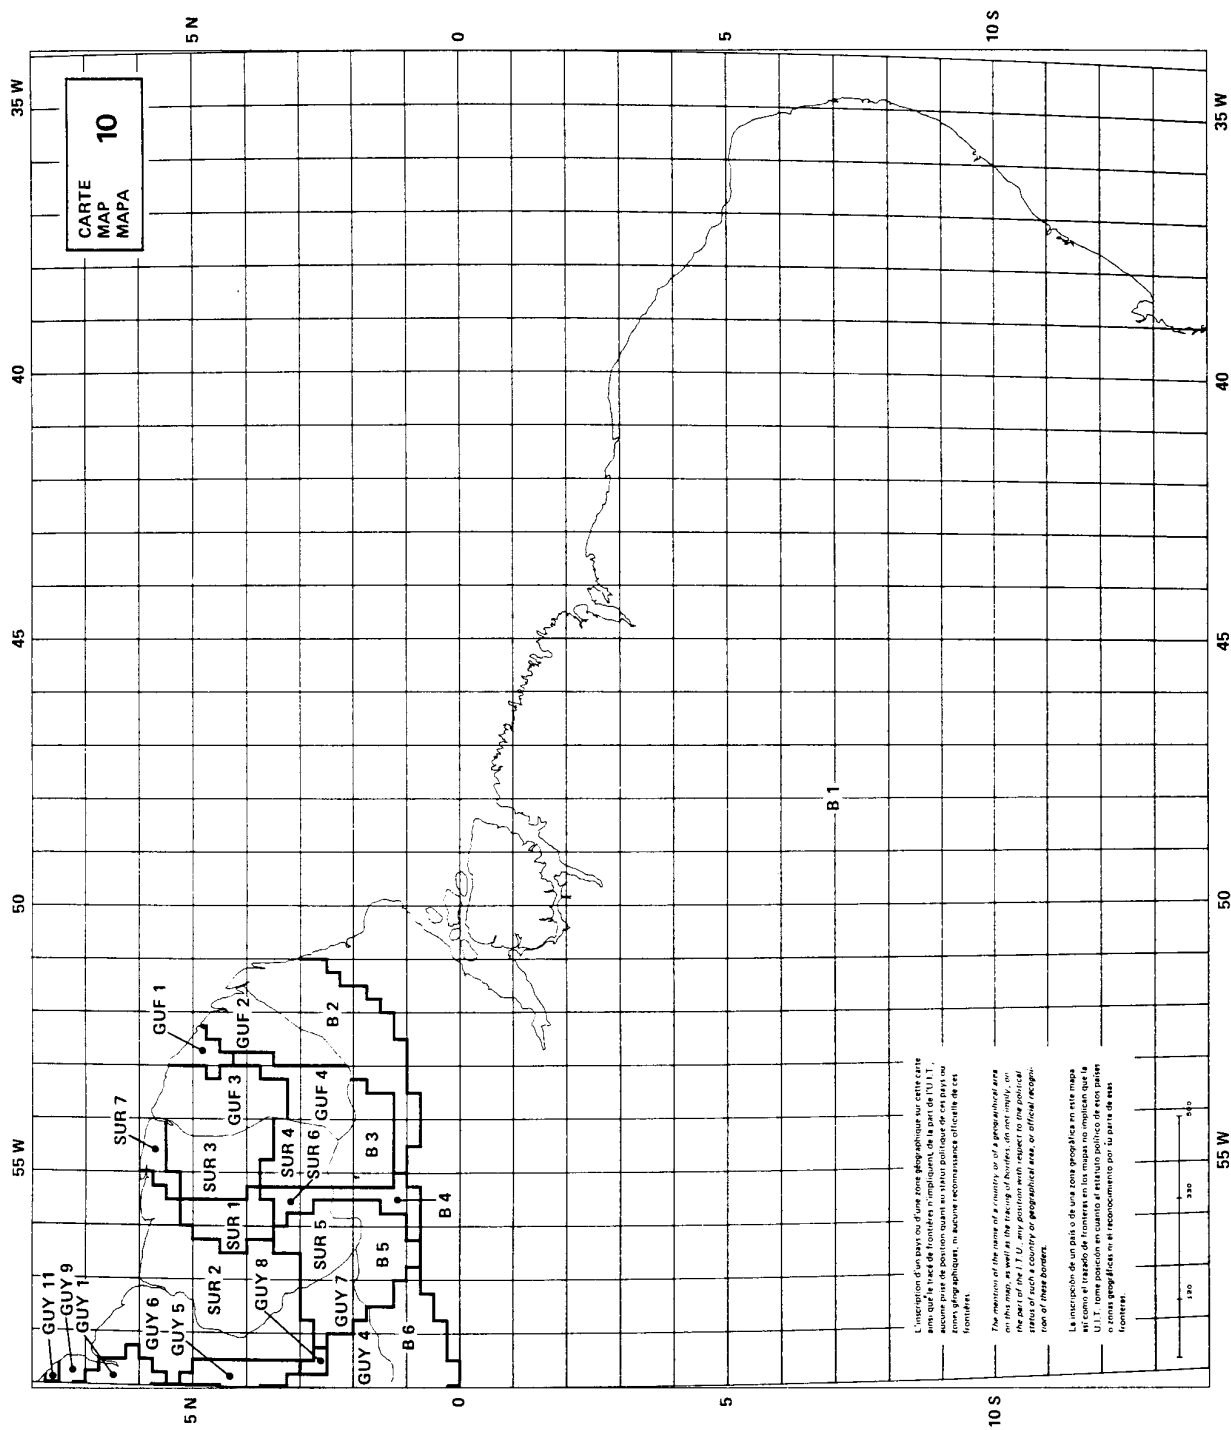 CARTE
MAP 10
MAPA
35 W
40
45
50
55 W
5 N
0
5
10 S
5 N
0
5
10 S
35 W
40
45
50
55 W
GUY 11
GUY 9
GUY 1
GUY 6
GUY 5
SUR 2
GUY 8
SUR 1
SUR 5
GUY 7
GUY 4
B 6
B 5
B 4
SUR 7
SUR 3
SUR 4
SUR 6
B 3
GUF 1
GUF 3
GUF 2
GUF 4
B 2
B 1
L'inscription d'un pays ou d'une zone géographique sur cette carte
ainsi que le tracé de frontières n'impliquent, de la part de l'U.I.T.,
aucune prise de position quant au statut politique de ces pays ou
zones géographiques, ni aucune reconnaissance officielle de ces
frontières.
The mention of the name of a country or of a geographical area
on this map, as well as the tracing of borders, do not imply, on
the part of the I.T.U., any position with respect to the political
status of such a country or geographical area, or official recogni-
tion of these borders.
La inscripción de un país o de una zona geográfica en este mapa
así como el trazado de fronteras en los mapas no implican que la
U.I.T. tome posición en cuanto al estatuto político de esos países
o zonas geográficas ni el reconocimiento por su parte de esas
fronteras.